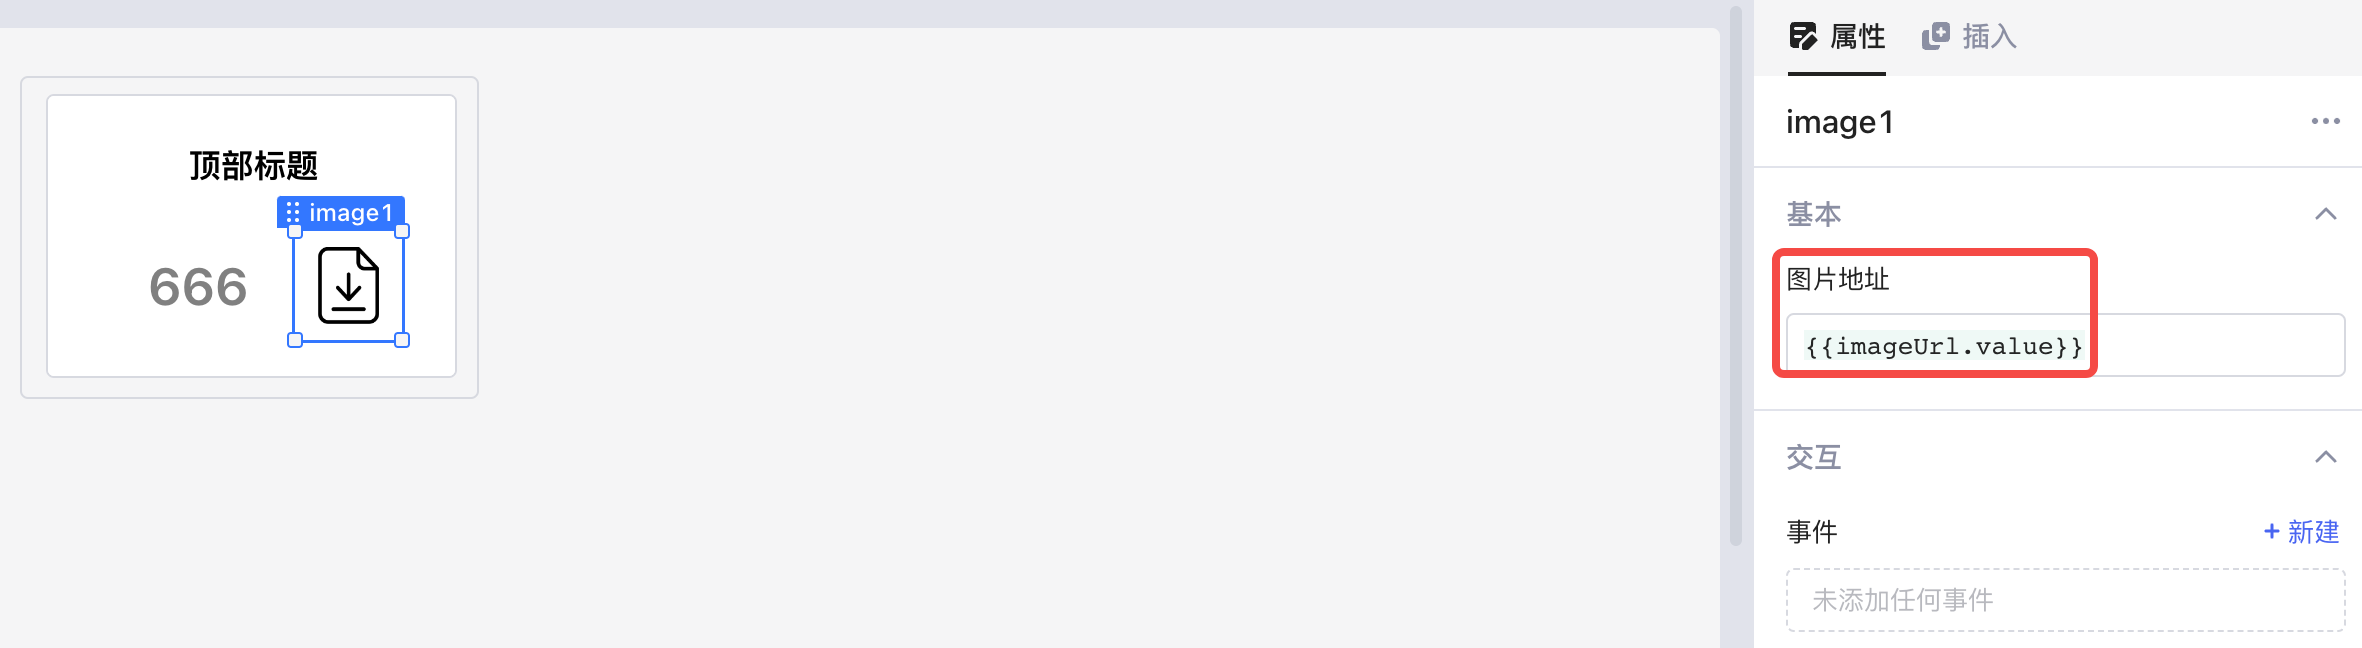 顶部标题
image1
666
属性
插入
image1
基本
图片地址
{{imageUrl.value}}
交互
事件
+ 新建
未添加任何事件